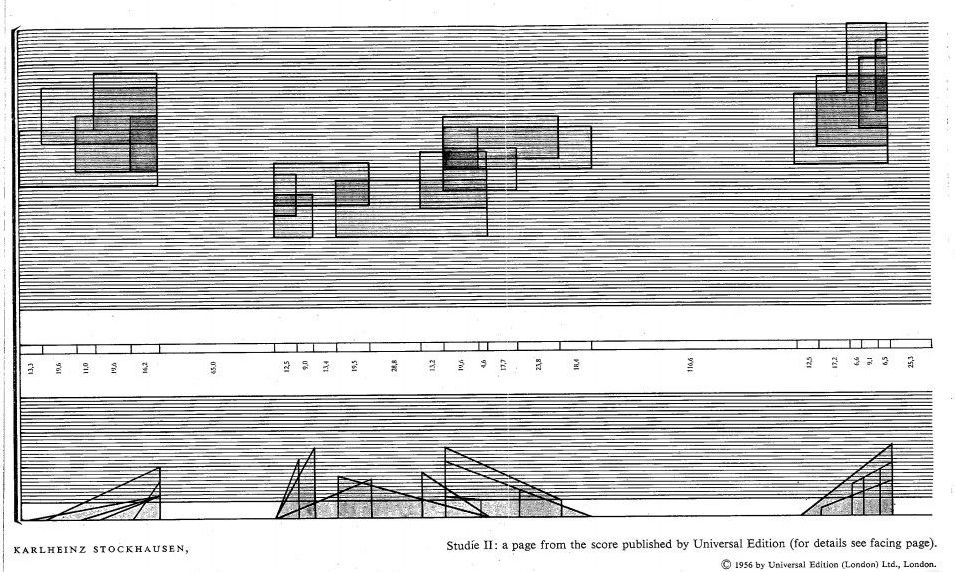 13,3 19,6 11,0 19,6 16,2 65,0 12,5 9,0 13,4 19,5 28,8 13,2 19,6 4,6 17,7 23,8 18,4 116,6 12,5 17,2 6,6 9,1 6,5 25,3
KARLHEINZ STOCKHAUSEN,
Studie II: a page from the score published by Universal Edition (for details see facing page).
© 1956 by Universal Edition (London) Ltd., London.